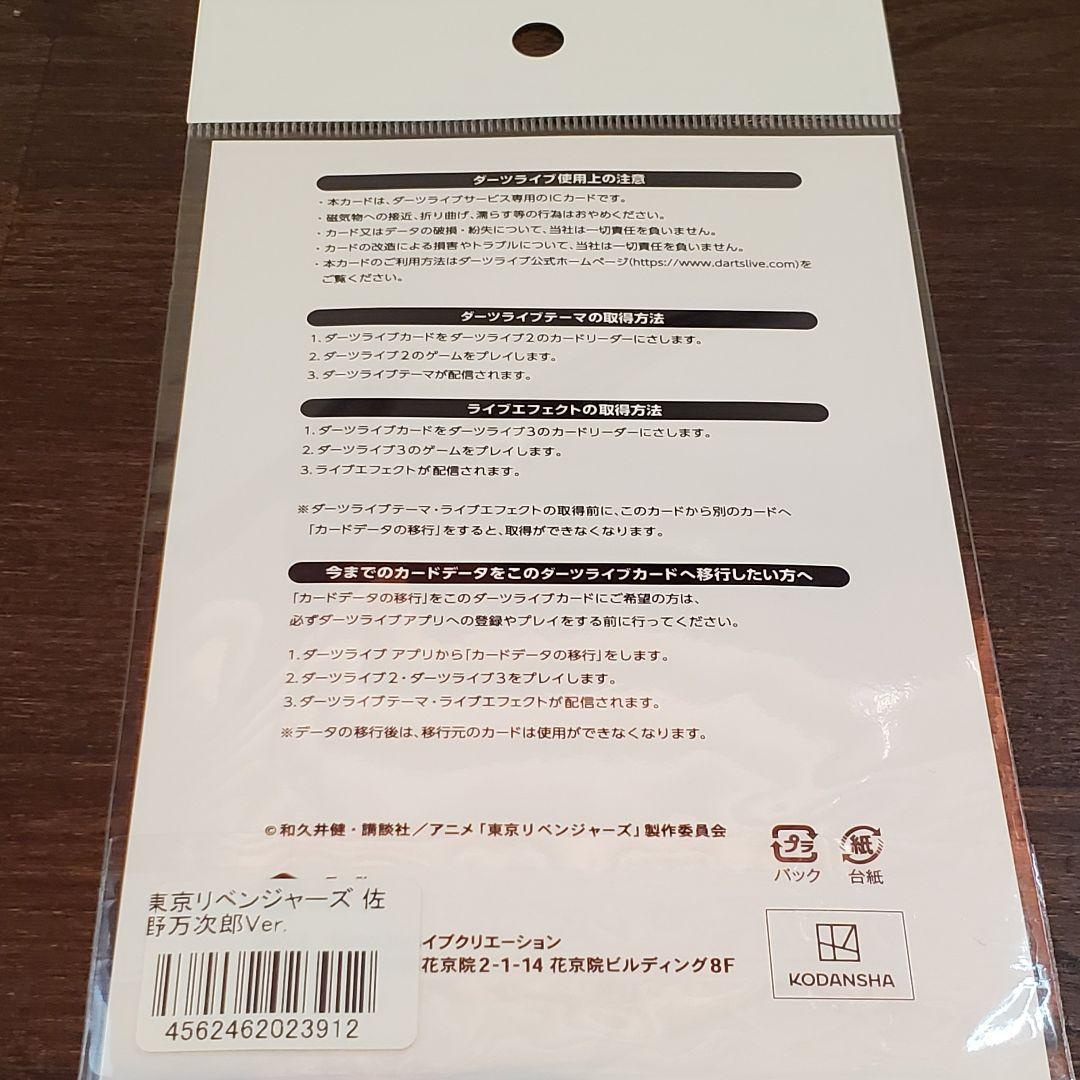 ダーツライブ使用上の注意
・本カードは、ダーツライブサービス専用のICカードです。
・磁気物への接近、折り曲げ、濡らす等の行為はおやめください。
・カード又はデータの破損・紛失について、当社は一切責任を負いません。
・カードの改造による損害やトラブルについて、当社は一切責任を負いません。
・本カードのご利用方法はダーツライブ公式ホームページ(https://www.dartslive.com)を
ご覧ください。
ダーツライブテーマの取得方法
1. ダーツライブカードをダーツライブ2のカードリーダーにさします。
2. ダーツライブ2のゲームをプレイします。
3. ダーツライブテーマが配信されます。
ライブエフェクトの取得方法
1. ダーツライブカードをダーツライブ3のカードリーダーにさします。
2. ダーツライブ3のゲームをプレイします。
3. ライブエフェクトが配信されます。
※ダーツライブテーマ・ライブエフェクトの取得前に、このカードから別のカードへ
「カードデータの移行」をすると、取得ができなくなります。
今までのカードデータをこのダーツライブカードへ移行したい方へ
「カードデータの移行」をこのダーツライブカードにご希望の方は、
必ずダーツライブアプリへの登録やプレイをする前に行ってください。
1. ダーツライブ アプリから「カードデータの移行」をします。
2. ダーツライブ2・ダーツライブ3をプレイします。
3. ダーツライブテーマ・ライブエフェクトが配信されます。
※データの移行後は、移行元のカードは使用ができなくなります。
©和久井健・講談社/アニメ「東京リベンジャーズ」製作委員会
プラ 紙
パック 台紙
東京リベンジャーズ 佐
野万次郎Ver.
4562462023912
イブクリエーション
花京院2-1-14 花京院ビルディング8F
KODANSHA